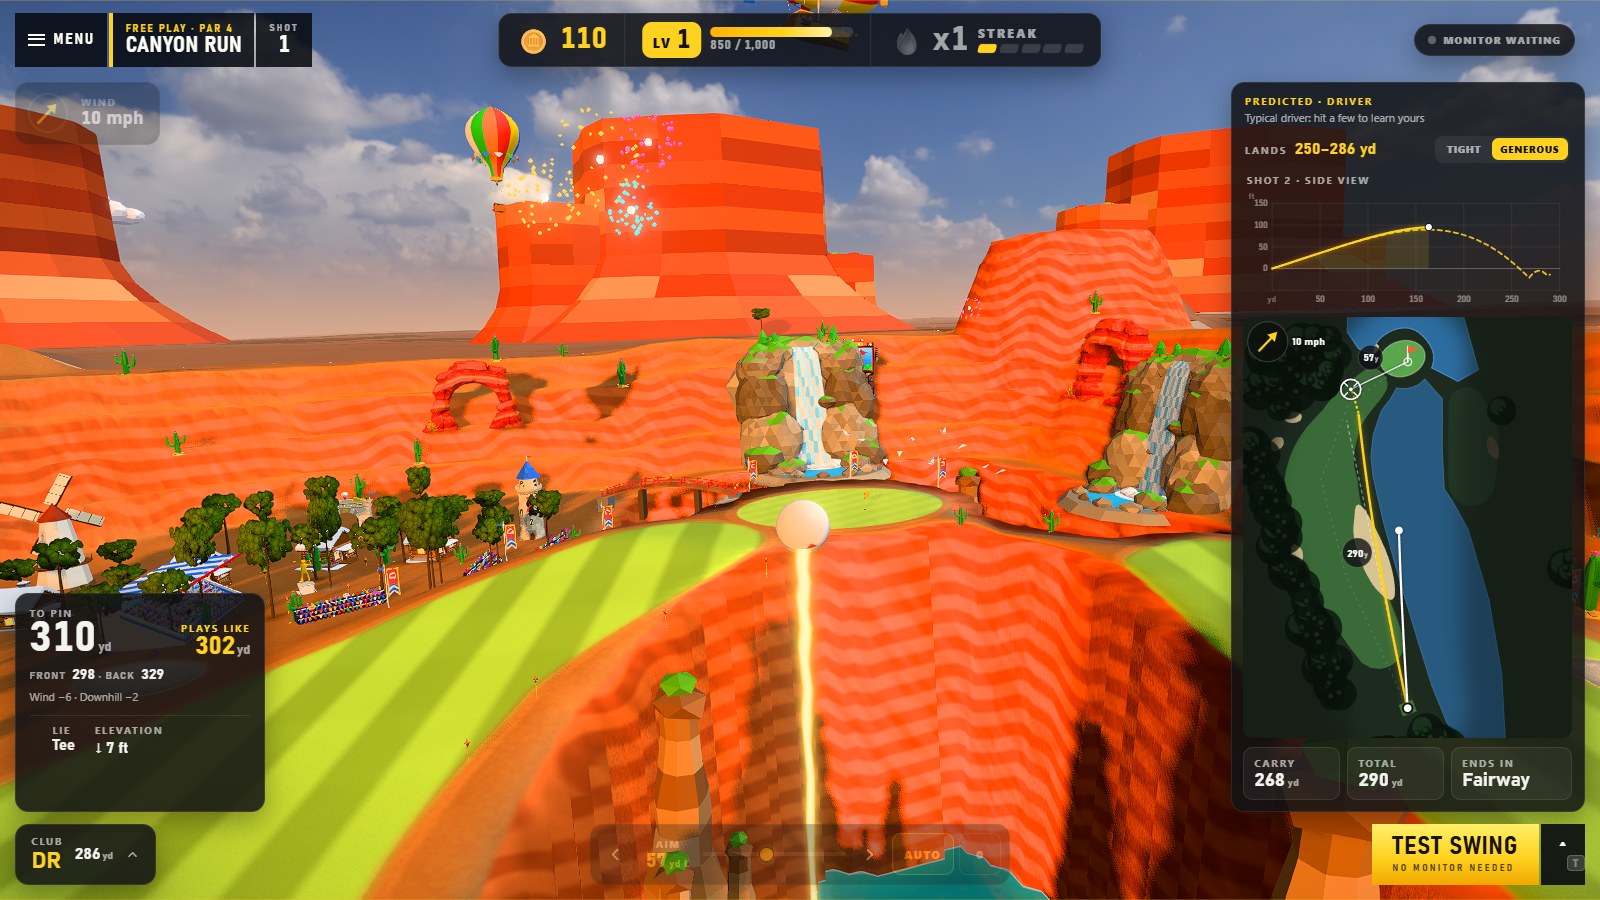 MENU
FREE PLAY · PAR 4
CANYON RUN
SHOT
1
110
LV 1
850 / 1,000
x1
STREAK
MONITOR WAITING
WIND
10 mph
PREDICTED · DRIVER
Typical driver: hit a few to learn yours
LANDS 250–286 yd
TIGHT
GENEROUS
SHOT 2 · SIDE VIEW
ft
150
100
50
0
yd
50
100
150
200
250
300
10 mph
57y
290y
CARRY
268 yd
TOTAL
290 yd
ENDS IN
Fairway
TO PIN
310 yd
PLAYS LIKE
302 yd
FRONT 298 · BACK 329
Wind −6 · Downhill −2
LIE
Tee
ELEVATION
↓ 7 ft
CLUB
DR
286 yd
AIM
57 yd
AUTO
TEST SWING
NO MONITOR NEEDED
T